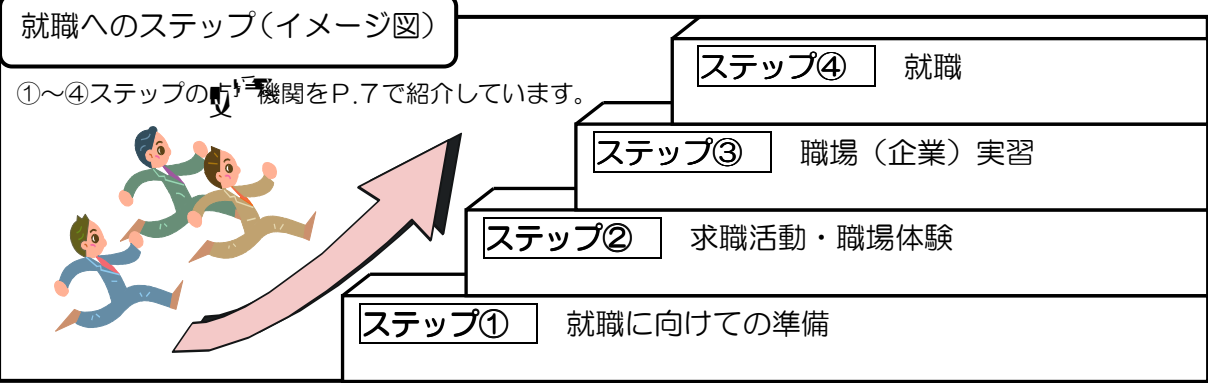 就職へのステップ(イメージ図)
①~④ステップの機関をP.7で紹介しています。
ステップ④ 就職
ステップ③ 職場(企業)実習
ステップ② 求職活動・職場体験
ステップ① 就職に向けての準備